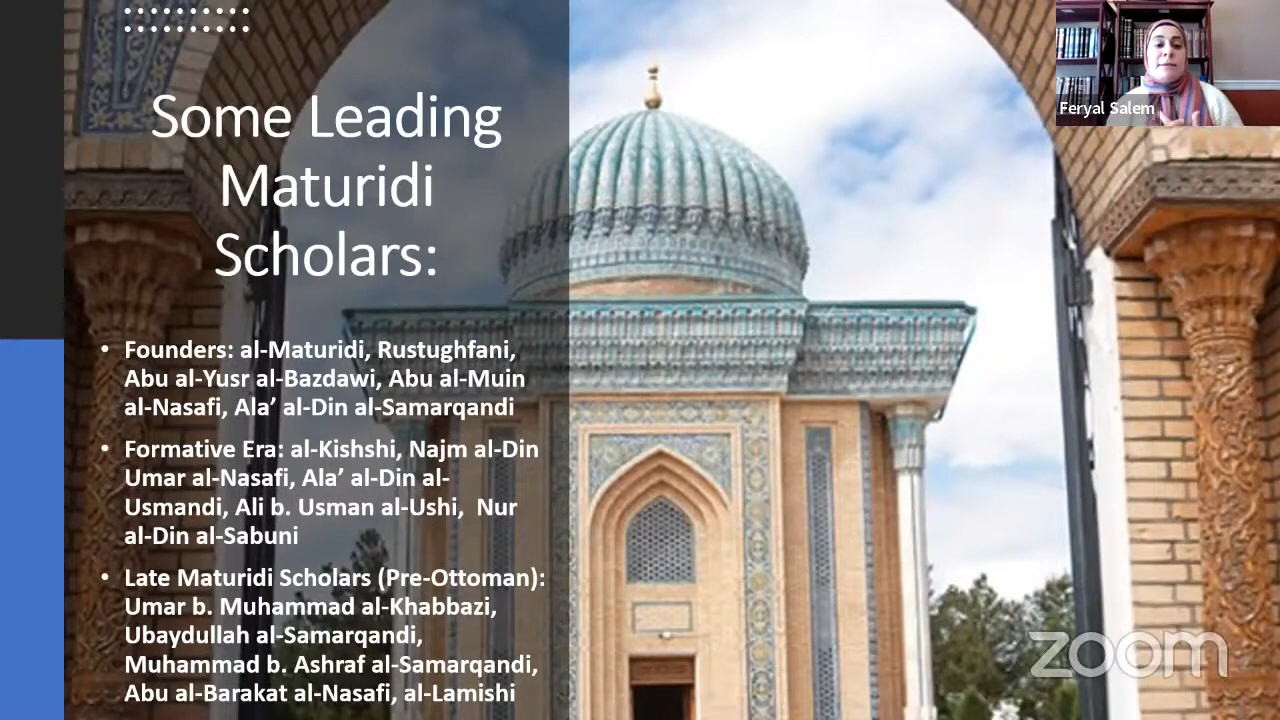 Some Leading
Maturidi
Scholars:
• Founders: al-Maturidi, Rustughfani,
Abu al-Yusr al-Bazdawi, Abu al-Muin
al-Nasafi, Ala’ al-Din al-Samarqandi
• Formative Era: al-Kishshi, Najm al-Din
Umar al-Nasafi, Ala’ al-Din al-
Usmandi, Ali b. Usman al-Ushi,  Nur
al-Din al-Sabuni
• Late Maturidi Scholars (Pre-Ottoman):
Umar b. Muhammad al-Khabbazi,
Ubaydullah al-Samarqandi,
Muhammad b. Ashraf al-Samarqandi,
Abu al-Barakat al-Nasafi, al-Lamishi
Feryal Salem
zoom